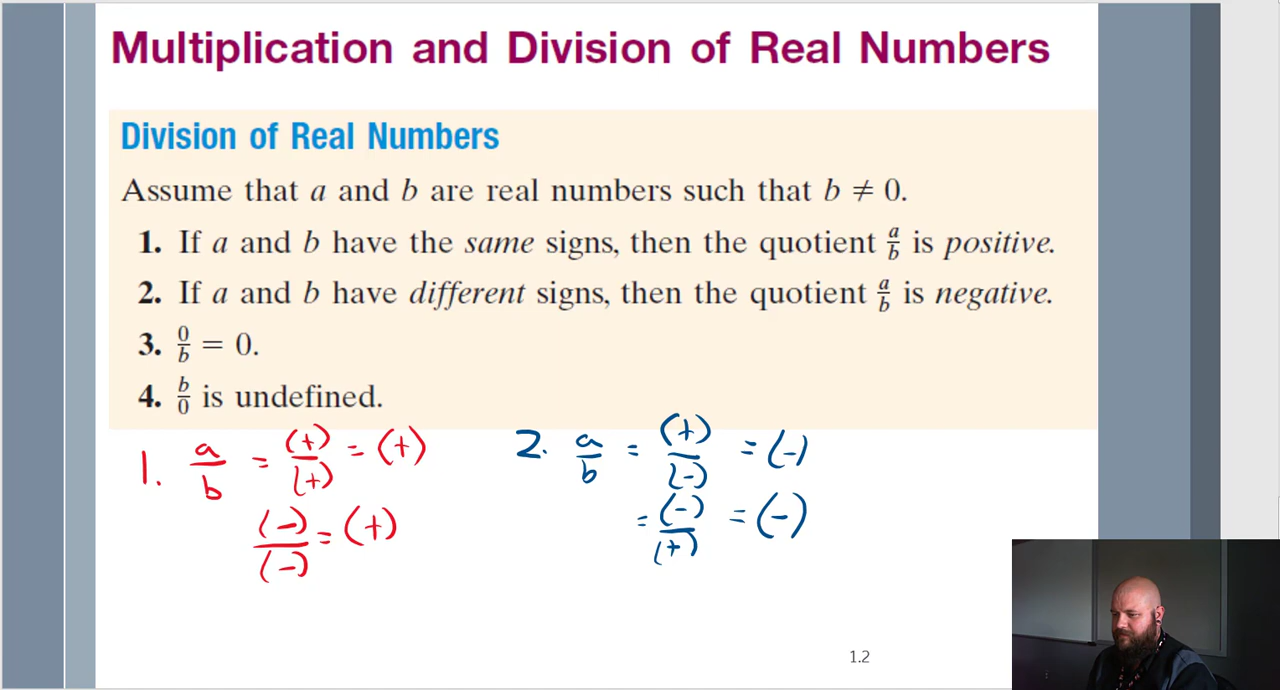 Multiplication and Division of Real Numbers
Division of Real Numbers
Assume that a and b are real numbers such that b ≠ 0.
1. If a and b have the same signs, then the quotient a/b is positive.
2. If a and b have different signs, then the quotient a/b is negative.
3. 0/b = 0.
4. b/0 is undefined.
1. a/b = (+)/(+) = (+)
(-)/(-) = (+)
2. a/b = (+)/(-) = (-)
= (-)/(+) = (-)
1.2